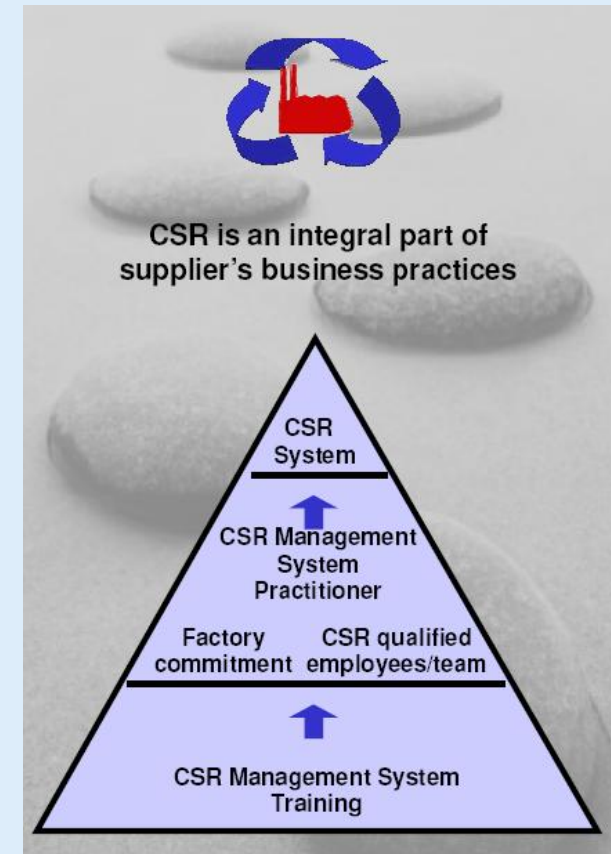 CSR is an integral part of
supplier's business practices
CSR
System
CSR Management
System
Practitioner
Factory commitment
CSR qualified employees/team
CSR Management System
Training